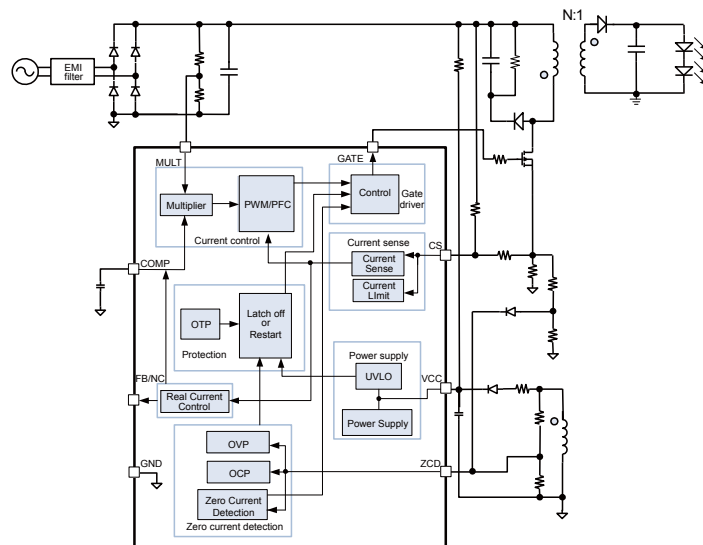 N:1
EMI
filter
MULT
GATE
Multiplier
PWM/PFC
Control
Gate
driver
Current control
Current sense
CS
Current
Sense
Current
LImit
COMP
OTP
Latch off
or
Restart
Protection
Power supply
UVLO
VCC
Power Supply
FB/NC
Real Current
Control
OVP
OCP
Zero Current
Detection
Zero current detection
GND
ZCD